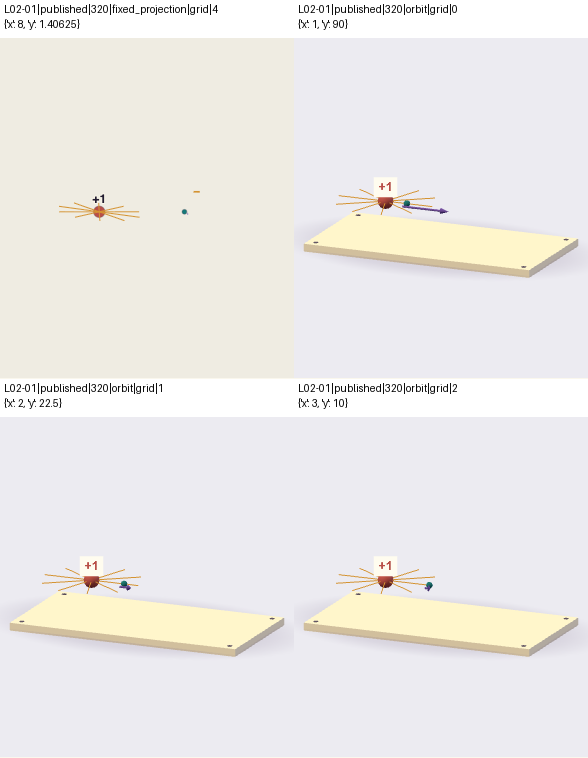 L02-01|published|320|fixed_projection|grid|4
{'x': 8, 'y': 1.40625}
+1
L02-01|published|320|orbit|grid|0
{'x': 1, 'y': 90}
+1
L02-01|published|320|orbit|grid|1
{'x': 2, 'y': 22.5}
+1
L02-01|published|320|orbit|grid|2
{'x': 3, 'y': 10}
+1